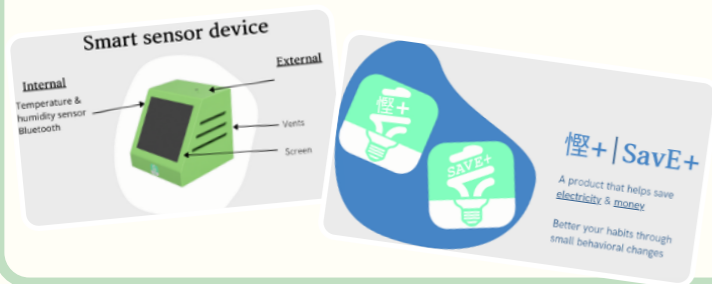 Smart sensor device
Internal
Temperature &
humidity sensor
Bluetooth
External
Vents
Screen
慳+
SAVE+
慳+|SavE+
A product that helps save
electricity & money
Better your habits through
small behavioral changes